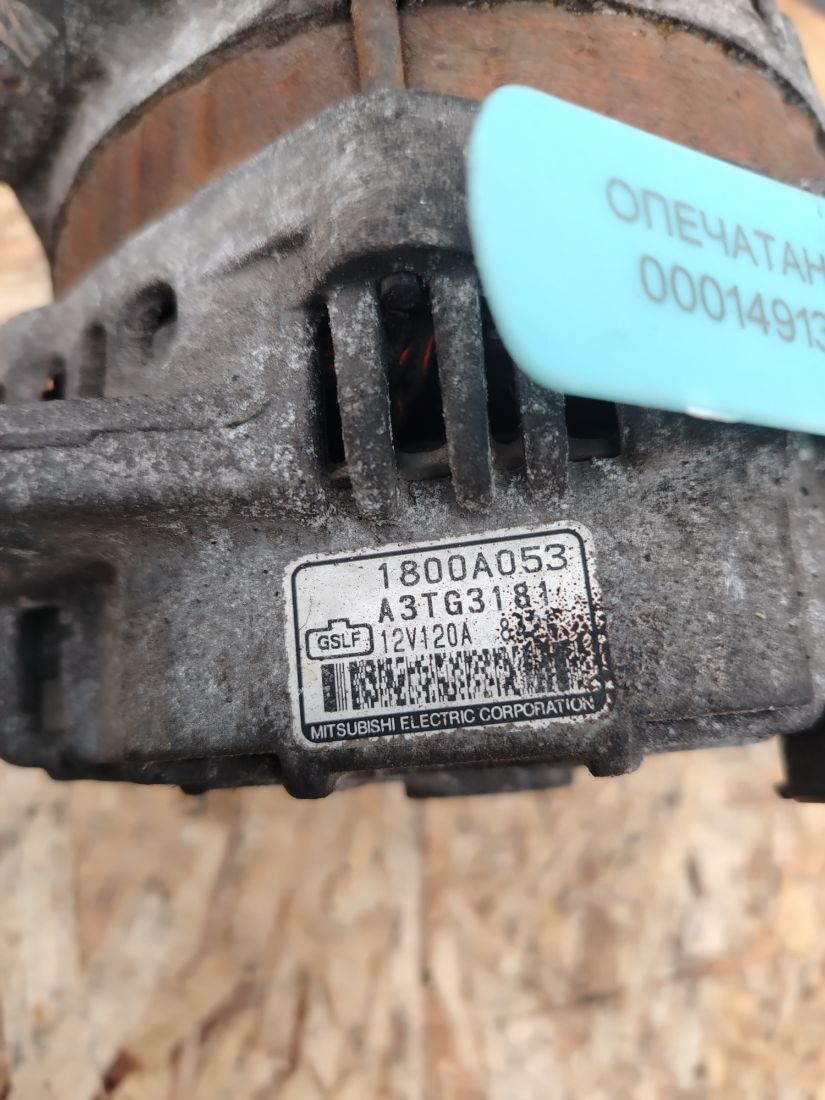 ОПЕЧАТАН
00014913
1800A053
A3TG3181
GSLF
12V120A
MITSUBISHI ELECTRIC CORPORATION